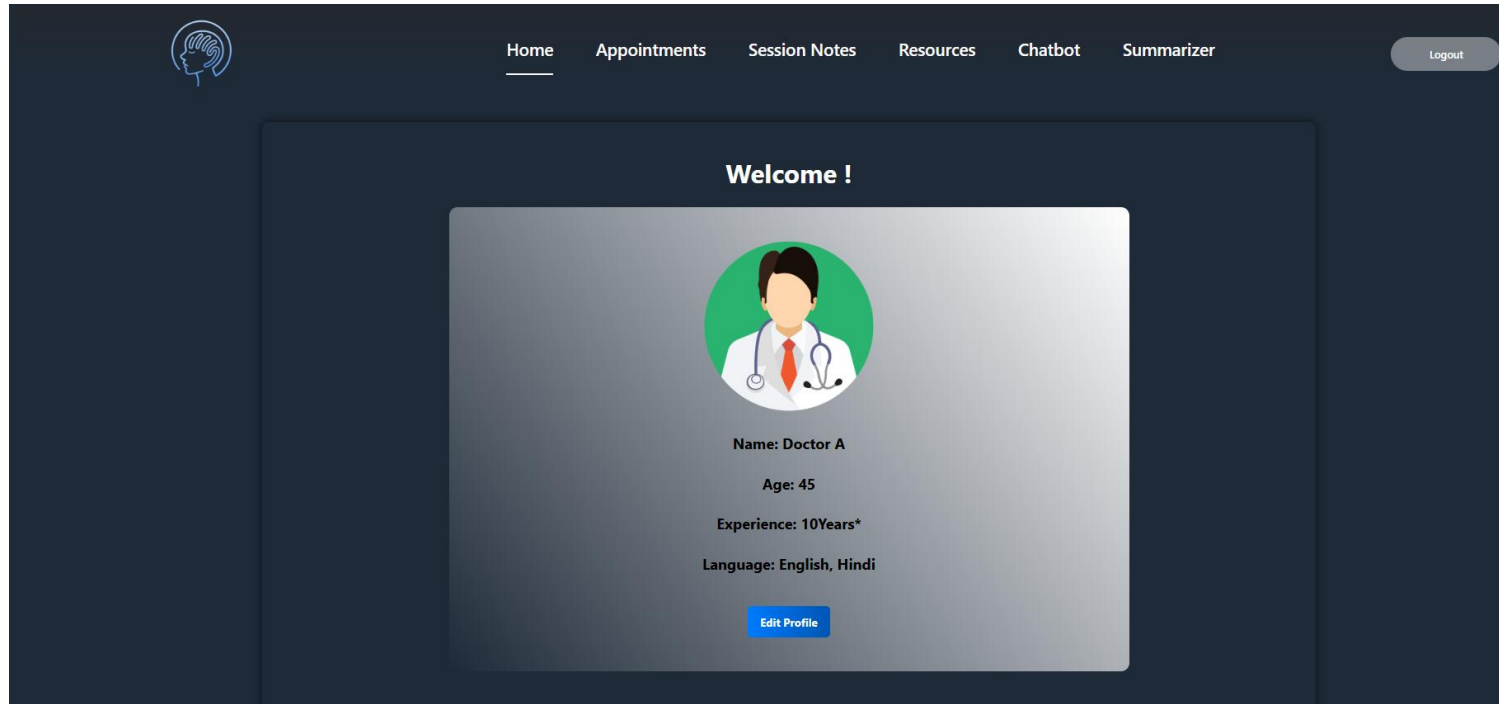 Home Appointments Session Notes Resources Chatbot Summarizer Logout
Welcome !
Name: Doctor A
Age: 45
Experience: 10Years*
Language: English, Hindi
Edit Profile